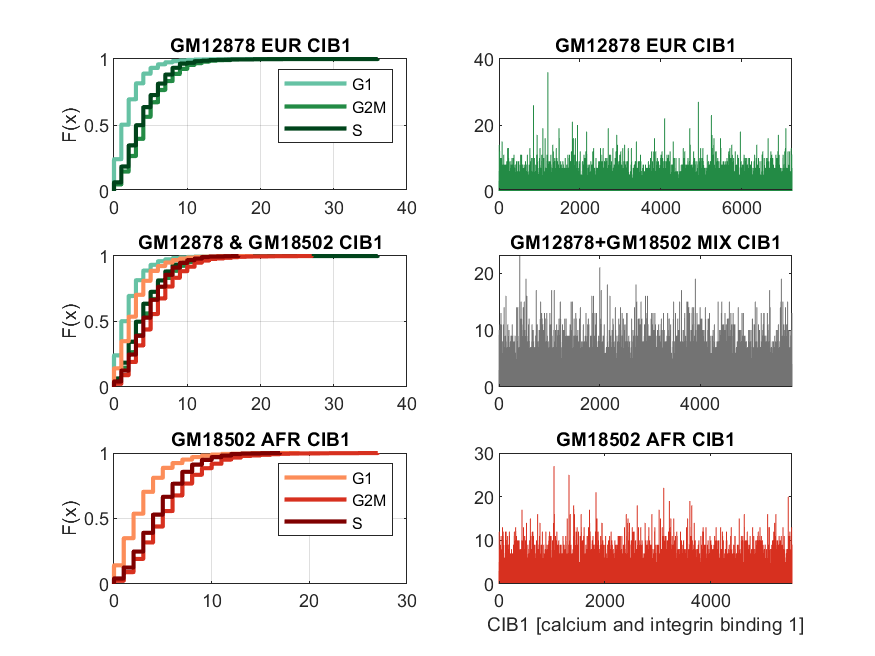 GM12878 EUR CIB1
F(x)
1
0.5
0
0
10
20
30
40
G1
G2M
S
GM12878 EUR CIB1
40
20
0
0
2000
4000
6000
GM12878 & GM18502 CIB1
F(x)
1
0.5
0
0
10
20
30
40
GM12878+GM18502 MIX CIB1
20
10
0
0
2000
4000
GM18502 AFR CIB1
F(x)
1
0.5
0
0
10
20
30
G1
G2M
S
GM18502 AFR CIB1
30
20
10
0
0
2000
4000
CIB1 [calcium and integrin binding 1]